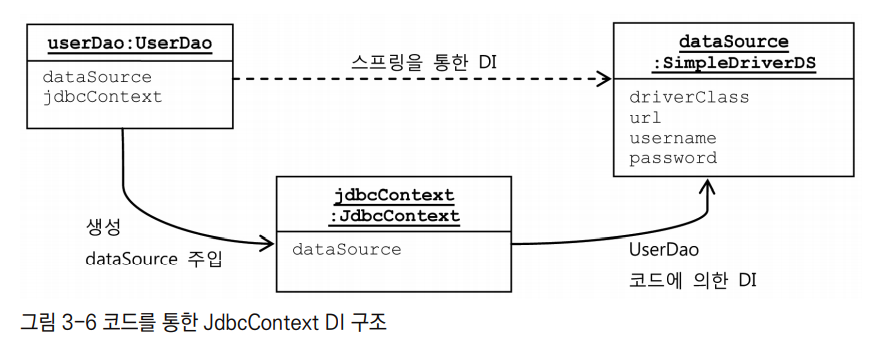 userDao:UserDao
dataSource
jdbcContext
스프링을 통한 DI
dataSource
:SimpleDriverDS
driverClass
url
username
password
생성
dataSource 주입
jdbcContext
:JdbcContext
dataSource
UserDao
코드에 의한 DI
그림 3-6 코드를 통한 JdbcContext DI 구조